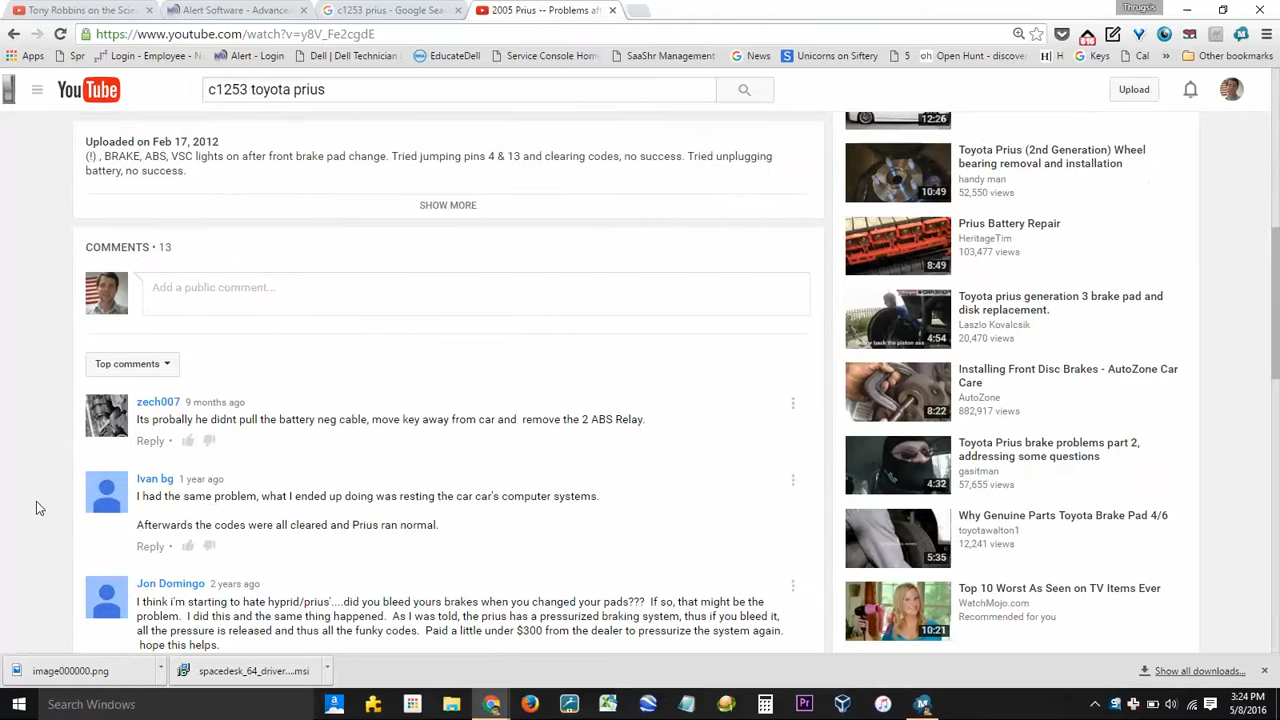 Tony Robbins on the Scien
Alert Software - Advance
c1253 prius - Google Sea
2005 Prius -- Problems aft
Thrugsis
https://www.youtube.com/watch?v=y8V_Fe2cgdE
Apps
Spr
Login - Employee - N
Alert - Login
Dell | Dell Technolog
EducateDell
SaaShr Management
News
Unicorns on Siftery
5
oh
Open Hunt - discove
H
Keys
Cal
»
Other bookmarks
YouTube
c1253 toyota prius
Upload
Uploaded on Feb 17, 2012
(!) , BRAKE, ABS, VSC lights on after front brake pad change. Tried jumping pins 4 & 13 and clearing codes, no success. Tried unplugging
battery, no success.
SHOW MORE
COMMENTS • 13
Add a public comment...
Top comments
zech007 9 months ago
Its probally he didnt pull the battery neg cable, move key away from car and remove the 2 ABS Relay.
Reply •
Ivan bg 1 year ago
I had the same problem, what I ended up doing was resting the car car's computer systems.
Afterwards the codes were all cleared and Prius ran normal.
Reply •
Jon Domingo 2 years ago
I think i'm starting to hate hyprid/prius'....did you bleed yours brakes when you changed your pads??? If so, that might be the
problem. I did this and the samething happened. As I was told, the prius has a pressurized braking system, thus if you bleed it,
all the pressure is released and thus all the funky codes. Paid a little under $300 from the dealer to pressurize the system again.
hope this helps.
12:26
Toyota Prius (2nd Generation) Wheel
bearing removal and installation
handy man
52,550 views
10:49
Prius Battery Repair
HeritageTim
103,477 views
8:49
Toyota prius generation 3 brake pad and
disk replacement.
Laszlo Kovalcsik
20,470 views
4:54
Installing Front Disc Brakes - AutoZone Car
Care
AutoZone
882,917 views
8:22
Toyota Prius brake problems part 2,
addressing some questions
gasitman
57,655 views
4:32
Why Genuine Parts Toyota Brake Pad 4/6
toyotawalton1
12,241 views
5:35
Top 10 Worst As Seen on TV Items Ever
WatchMojo.com
Recommended for you
10:21
image000000.png
spacedesk_64_driver....msi
Show all downloads...
Search Windows
3:24 PM
5/8/2016